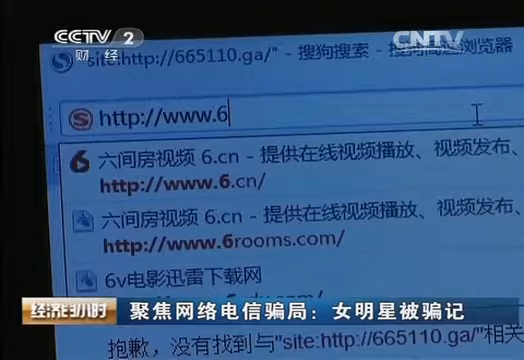 CCTV 2
财经
CNTV
"site:http://665110.ga/" - 搜狗搜索 - 搜狗高速浏览器
http://www.6
六间房视频 6.cn - 提供在线视频播放、视频发布、
http://www.6.cn/
六间房视频 6.cn - 提供在线视频播放、视频发布、
http://www.6rooms.com/
6v电影迅雷下载网
经济半小时
聚焦网络电信骗局：女明星被骗记
抱歉，没有找到与"site:http://665110.ga/"相关